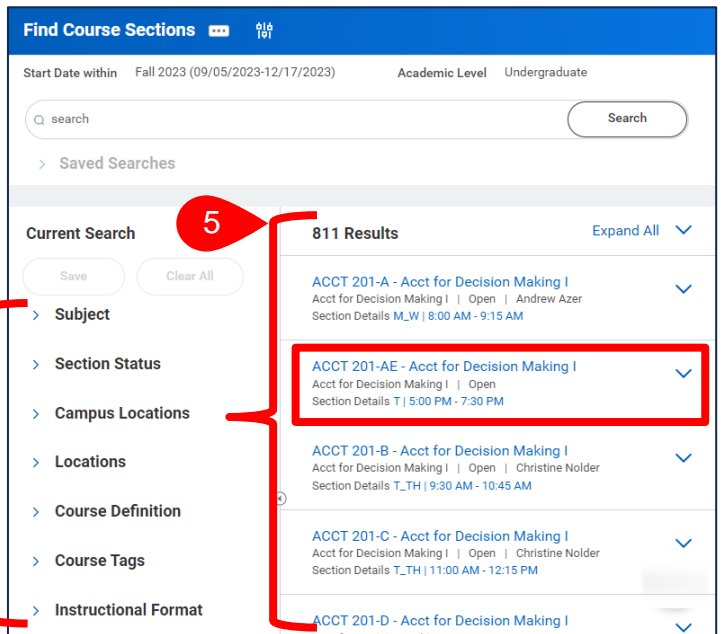 Find Course Sections
Start Date within Fall 2023 (09/05/2023-12/17/2023) Academic Level Undergraduate
search Search
Saved Searches
Current Search
Save Clear All
Subject
Section Status
Campus Locations
Locations
Course Definition
Course Tags
Instructional Format
5
811 Results Expand All
ACCT 201-A - Acct for Decision Making I
Acct for Decision Making I | Open | Andrew Azer
Section Details M_W | 8:00 AM - 9:15 AM
ACCT 201-AE - Acct for Decision Making I
Acct for Decision Making I | Open
Section Details T | 5:00 PM - 7:30 PM
ACCT 201-B - Acct for Decision Making I
Acct for Decision Making I | Open | Christine Nolder
Section Details T_TH | 9:30 AM - 10:45 AM
ACCT 201-C - Acct for Decision Making I
Acct for Decision Making I | Open | Christine Nolder
Section Details T_TH | 11:00 AM - 12:15 PM
ACCT 201-D - Acct for Decision Making I